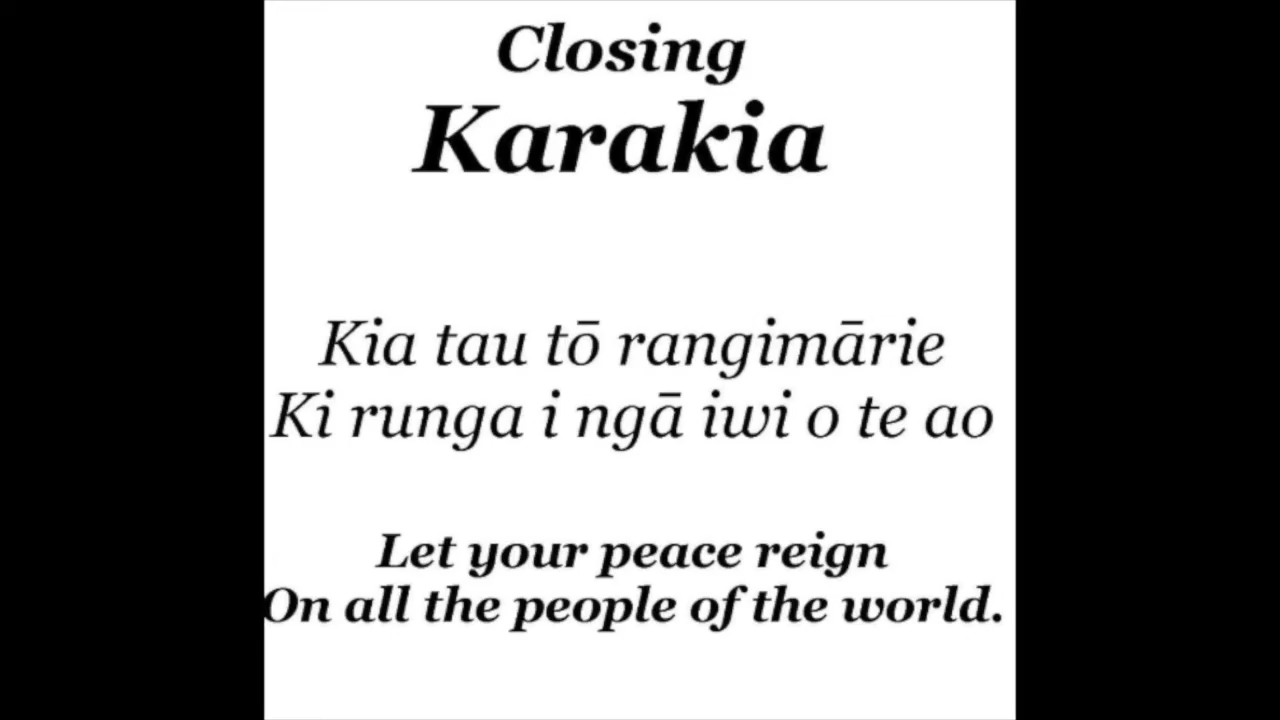 Closing
Karakia
Kia tau tō rangimārie
Ki runga i ngā iwi o te ao
Let your peace reign
On all the people of the world.